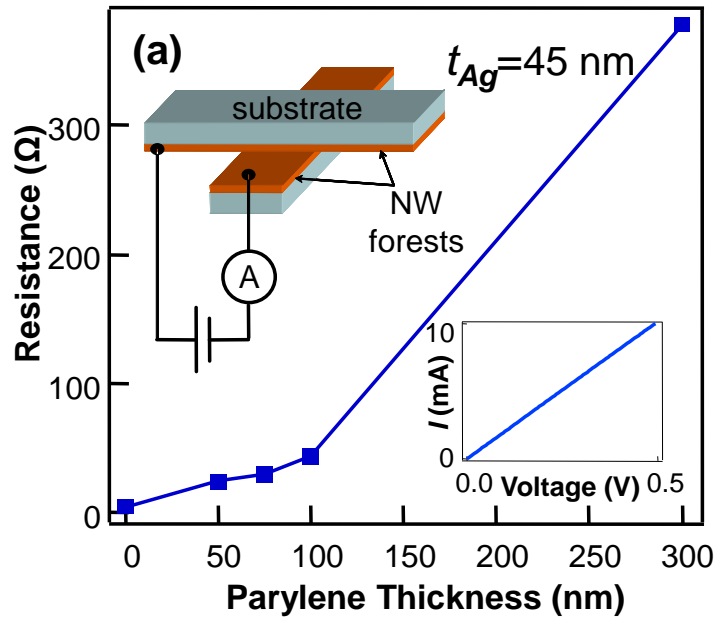 (a)
t_Ag=45 nm
substrate
NW
forests
A
Resistance (Ω)
300
200
100
0
0 50 100 150 200 250 300
Parylene Thickness (nm)
10
I (mA)
0
0.0 Voltage (V) 0.5